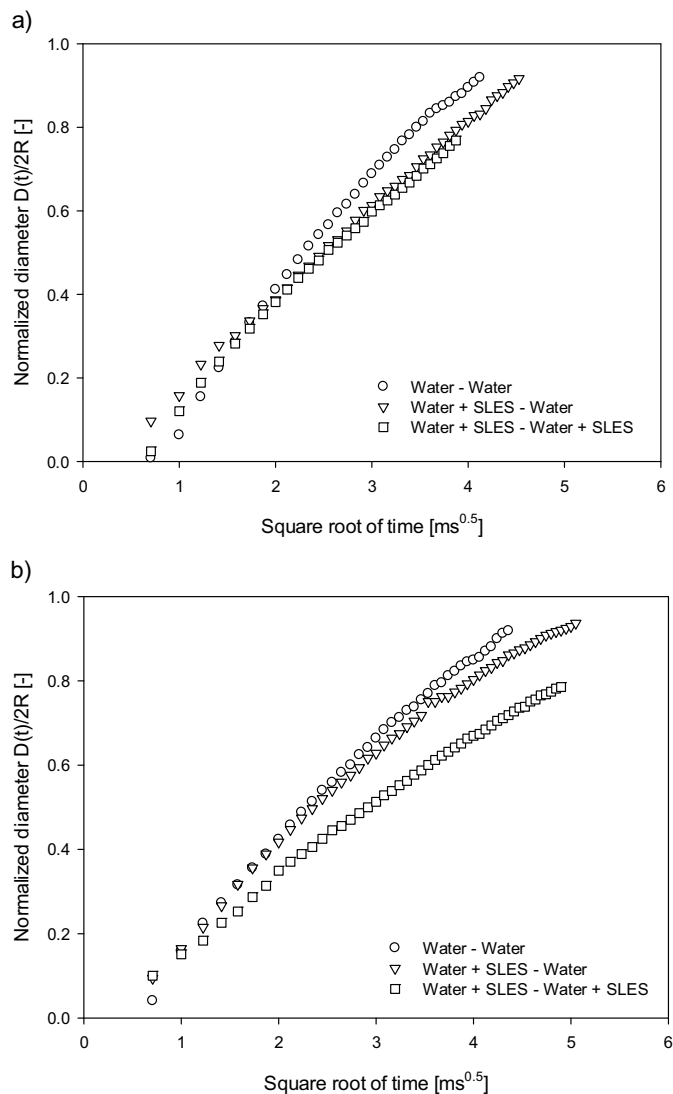 a)
1.0
0.8
0.6
0.4
0.2
0.0
Normalized diameter D(t)/2R [-]
Water - Water
Water + SLES - Water
Water + SLES - Water + SLES
0 1 2 3 4 5 6
Square root of time [ms^0.5]
b)
1.0
0.8
0.6
0.4
0.2
0.0
Normalized diameter D(t)/2R [-]
Water - Water
Water + SLES - Water
Water + SLES - Water + SLES
0 1 2 3 4 5 6
Square root of time [ms^0.5]